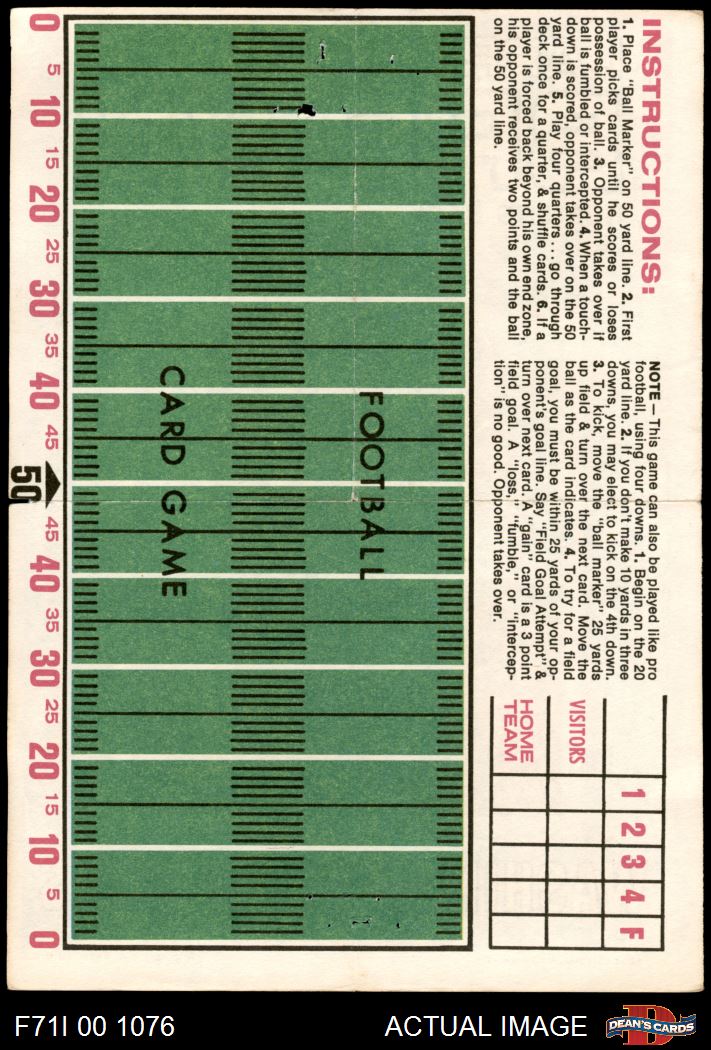 INSTRUCTIONS:
1. Place "Ball Marker" on 50 yard line. 2. First
player picks cards until he scores or loses
possession of ball. 3. Opponent takes over if
ball is fumbled or intercepted. 4. When a touch-
down is scored, opponent takes over on the 50
yard line. 5. Play four quarters . . . go through
deck once for a quarter, & shuffle cards. 6. If a
player is forced back beyond his own end zone,
his opponent receives two points and the ball
on the 50 yard line.
NOTE — This game can also be played like pro
football, using four downs. 1. Begin on the 20
yard line. 2. If you don't make 10 yards in three
downs, you may elect to kick on the 4th down.
3. To kick, move the "ball marker" 25 yards
up field & turn over the next card. Move the
ball as the card indicates. 4. To try for a field
goal, you must be within 25 yards of your op-
ponent's goal line. Say "Field Goal Attempt" &
turn over next card. A "gain" card is a 3 point
field goal. A "loss," "fumble," or "intercep-
tion" is no good. Opponent takes over.
1 2 3 4 F
VISITORS
HOME
TEAM
FOOTBALL
CARD GAME
0 5 10 15 20 25 30 35 40 45 50 45 40 35 30 25 20 15 10 5 0
F71I 00 1076
ACTUAL IMAGE
D
DEAN'S CARDS